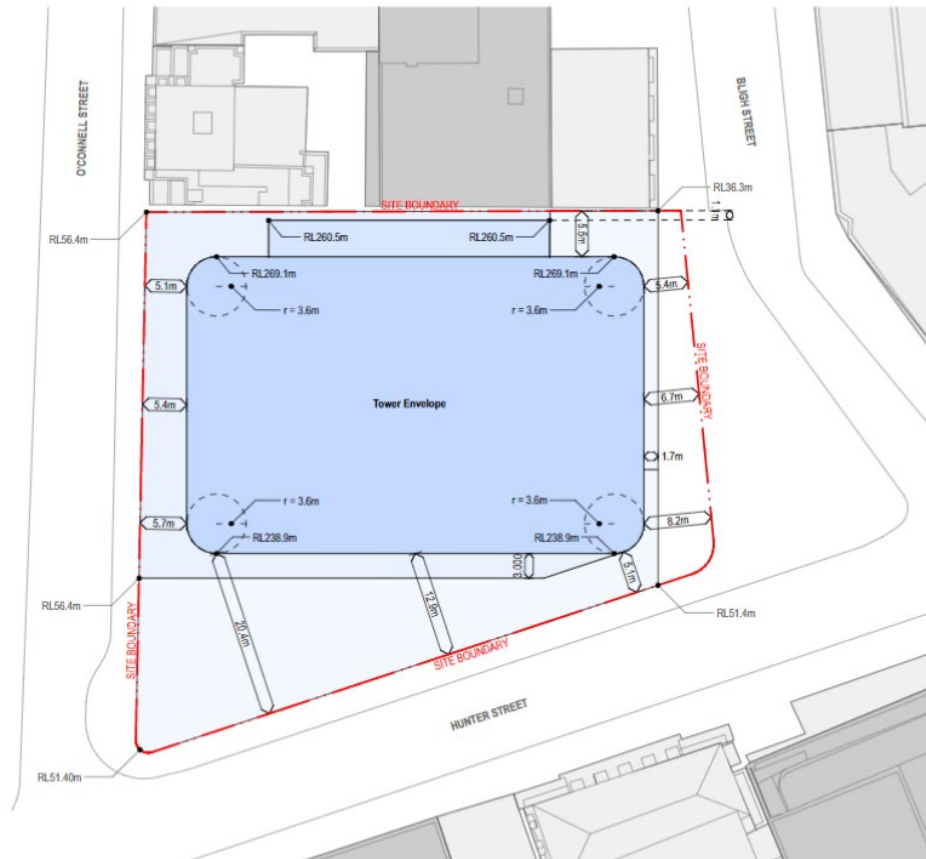 O'CONNELL STREET
BLIGH STREET
RL36.3m
SITE BOUNDARY
1.1m
RL56.4m
RL260.5m
RL260.5m
5.5m
RL269.1m
RL269.1m
5.1m
5.4m
r = 3.6m
r = 3.6m
SITE BOUNDARY
5.4m
Tower Envelope
6.7m
1.7m
r = 3.6m
r = 3.6m
5.7m
8.2m
RL238.9m
RL238.9m
3.000
5.1m
RL56.4m
RL51.4m
20.4m
12.9m
SITE BOUNDARY
SITE BOUNDARY
HUNTER STREET
RL51.40m